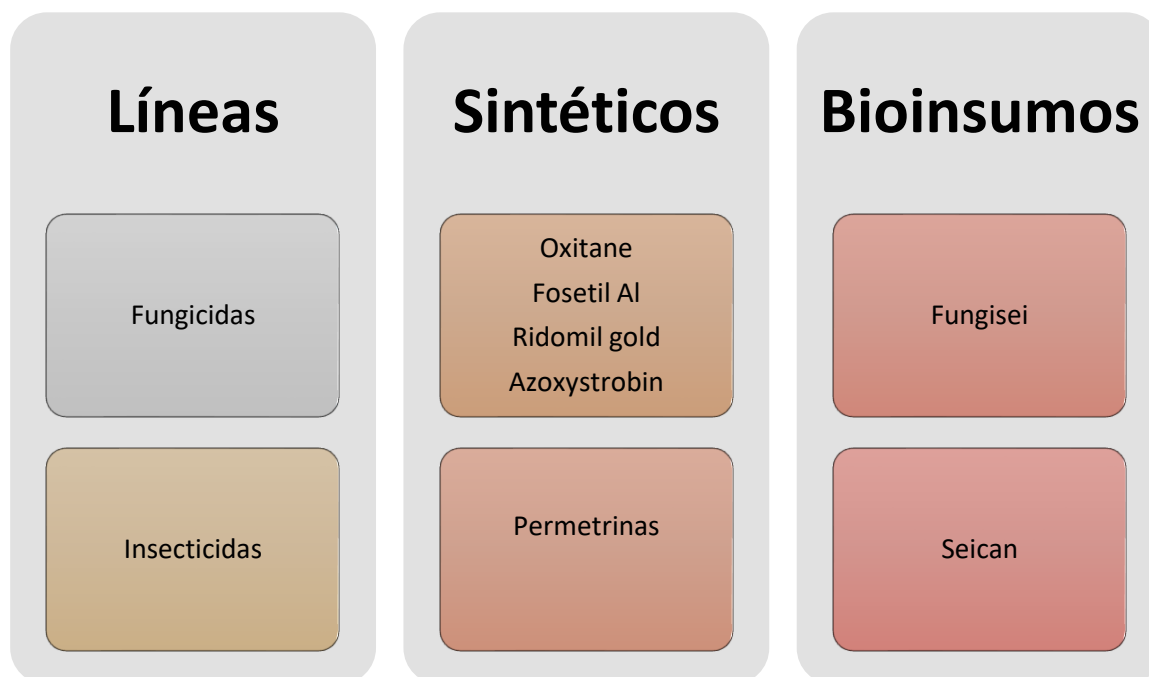 Líneas
Sintéticos
Bioinsumos
Fungicidas
Oxitane
Fosetil Al
Ridomil gold
Azoxystrobin
Fungisei
Insecticidas
Permetrinas
Seican